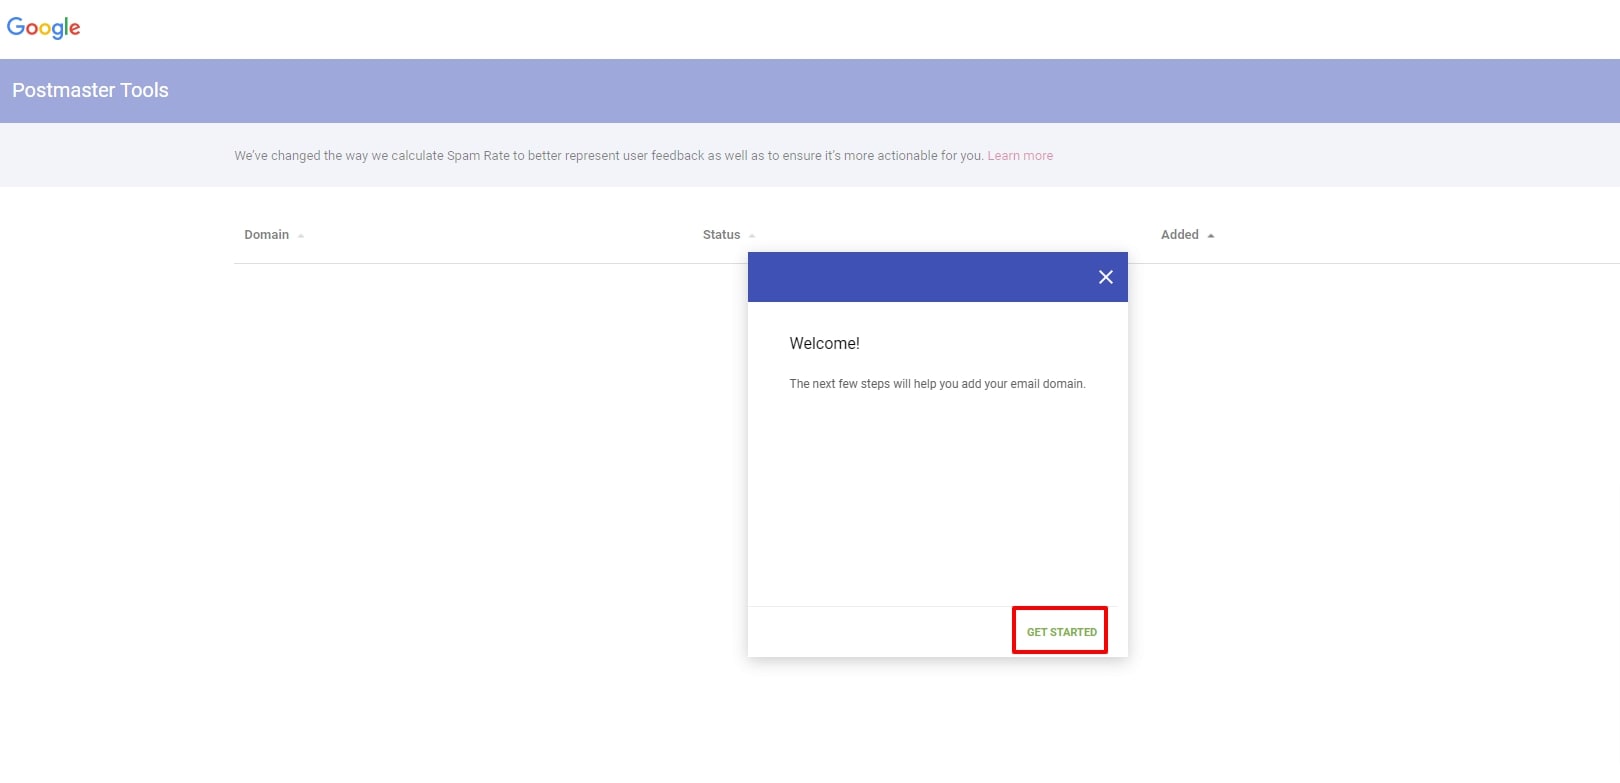 Google
Postmaster Tools
We've changed the way we calculate Spam Rate to better represent user feedback as well as to ensure it's more actionable for you. Learn more
Domain Status Added
Welcome!
The next few steps will help you add your email domain.
GET STARTED